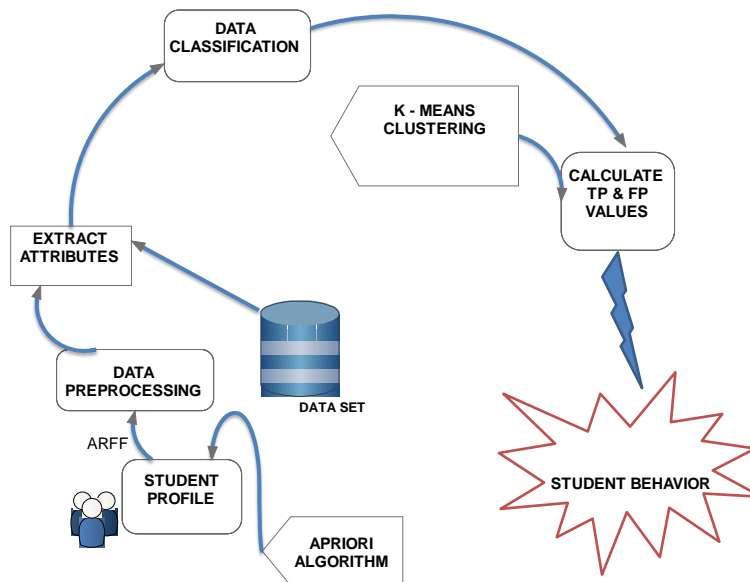 DATA
CLASSIFICATION
K - MEANS
CLUSTERING
CALCULATE
TP & FP
VALUES
EXTRACT
ATTRIBUTES
DATA
PREPROCESSING
DATA SET
ARFF
STUDENT
PROFILE
STUDENT BEHAVIOR
APRIORI
ALGORITHM